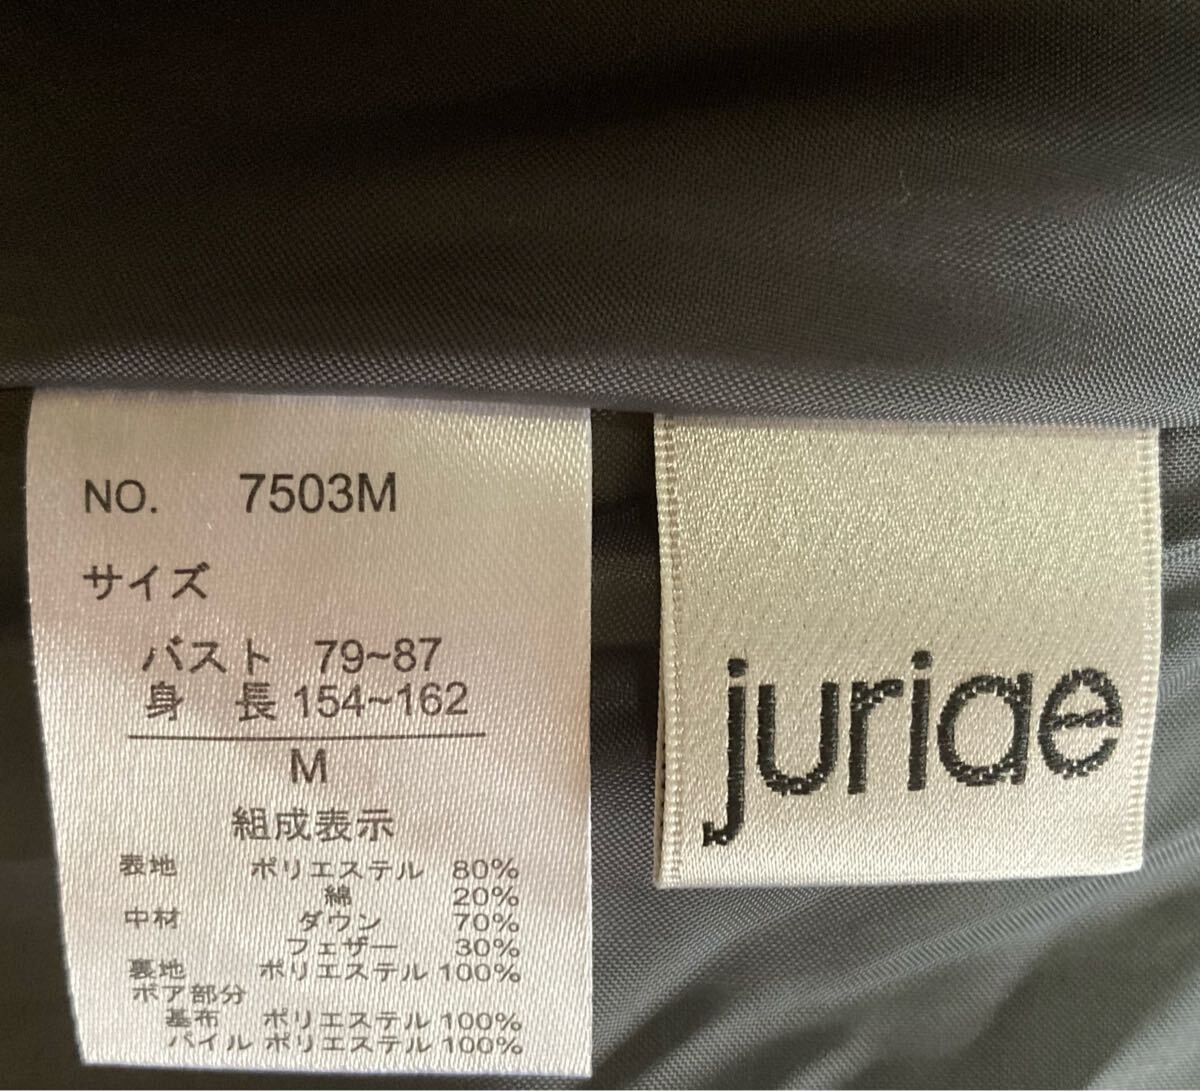 NO. 7503M
サイズ
バスト 79~87
身 長 154~162
M
組成表示
表地 ポリエステル 80%
綿 20%
中材 ダウン 70%
フェザー 30%
裏地 ポリエステル 100%
ボア部分
基布 ポリエステル 100%
パイル ポリエステル 100%
juriae